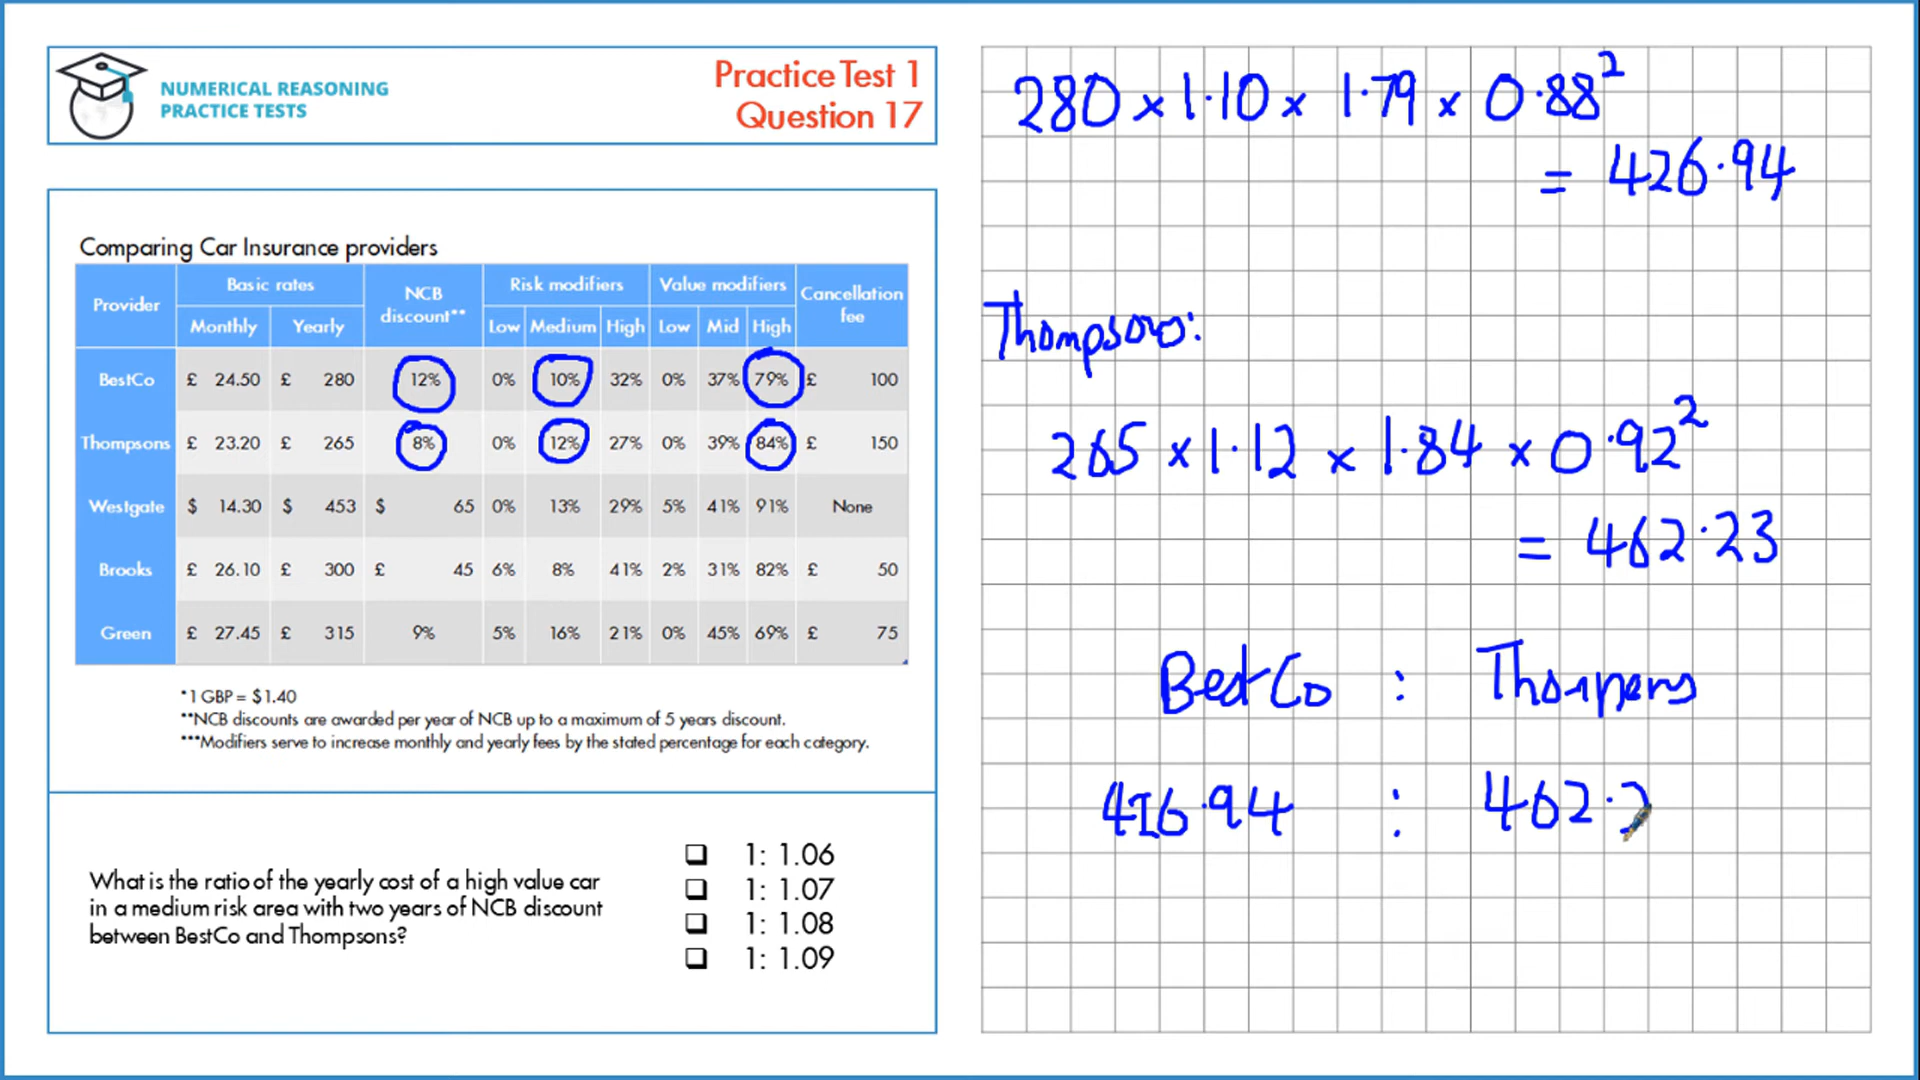 NUMERICAL REASONING
PRACTICE TESTS
Practice Test 1
Question 17
Comparing Car Insurance providers
Provider Basic rates NCB discount** Risk modifiers Value modifiers Cancellation fee
Monthly Yearly Low Medium High Low Mid High
BestCo £ 24.50 £ 280 12% 0% 10% 32% 0% 37% 79% £ 100
Thompsons £ 23.20 £ 265 8% 0% 12% 27% 0% 39% 84% £ 150
Westgate $ 14.30 $ 453 $ 65 0% 13% 29% 5% 41% 91% None
Brooks £ 26.10 £ 300 £ 45 6% 8% 41% 2% 31% 82% £ 50
Green £ 27.45 £ 315 9% 5% 16% 21% 0% 45% 69% £ 75
*1 GBP = $1.40
**NCB discounts are awarded per year of NCB up to a maximum of 5 years discount.
***Modifiers serve to increase monthly and yearly fees by the stated percentage for each category.
What is the ratio of the yearly cost of a high value car
in a medium risk area with two years of NCB discount
between BestCo and Thompsons?
1: 1.06
1: 1.07
1: 1.08
1: 1.09
280 × 1.10 × 1.79 × 0.88²
= 426.94
Thompsons:
265 × 1.12 × 1.84 × 0.92²
= 462.23
BestCo : Thompsons
426.94 : 462.2